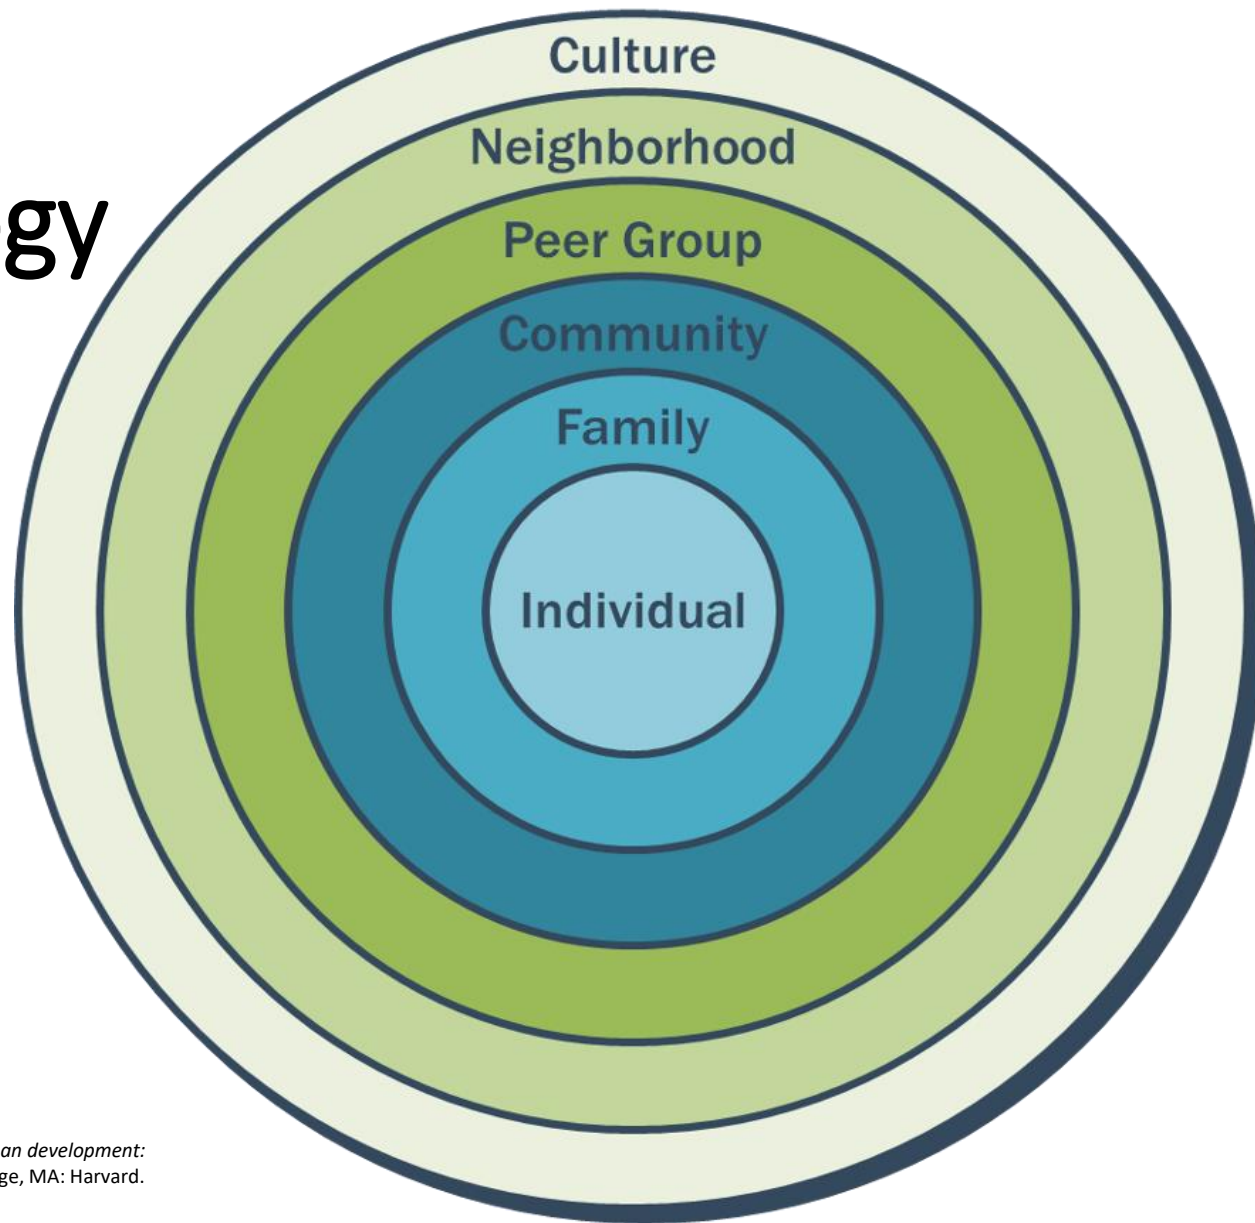 Culture
Neighborhood
gy
Peer Group
Community
Family
Individual
an development:
ge, MA: Harvard.